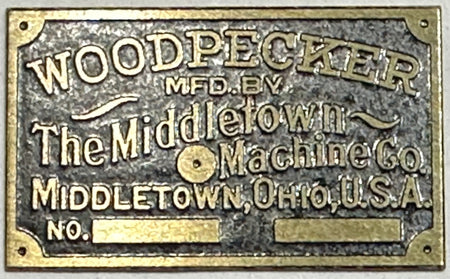 WOODPECKER
MFD. BY
The Middletown
Machine Co.
MIDDLETOWN, OHIO, U.S.A.
NO.